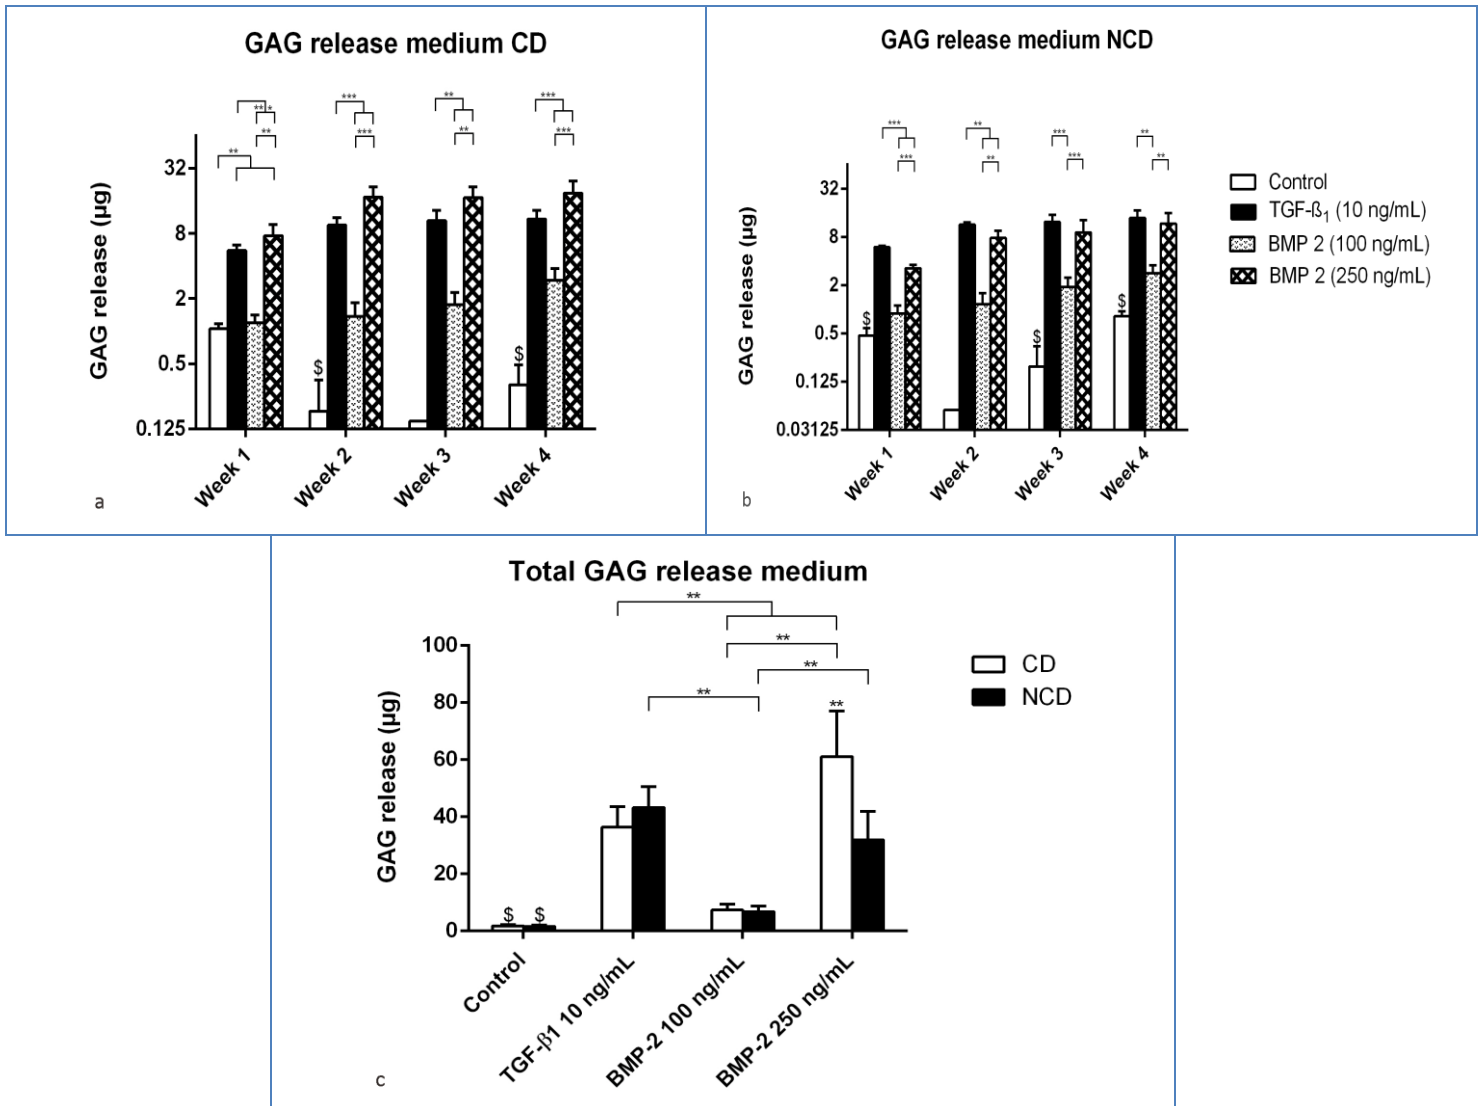 GAG release medium CD
*** *** ** ***
** *** ** ***
**
GAG release (µg)
32
8
2
0.5
0.125
$ $
Week 1 Week 2 Week 3 Week 4
a
GAG release medium NCD
*** ** *** **
*** ** *** **
GAG release (µg)
32
8
2
0.5
0.125
0.03125
$ $ $
Week 1 Week 2 Week 3 Week 4
b
Control
TGF-ß1 (10 ng/mL)
BMP 2 (100 ng/mL)
BMP 2 (250 ng/mL)
Total GAG release medium
**
**
**
**
**
GAG release (µg)
100
80
60
40
20
0
$ $
Control TGF-β1 10 ng/mL BMP-2 100 ng/mL BMP-2 250 ng/mL
CD
NCD
c